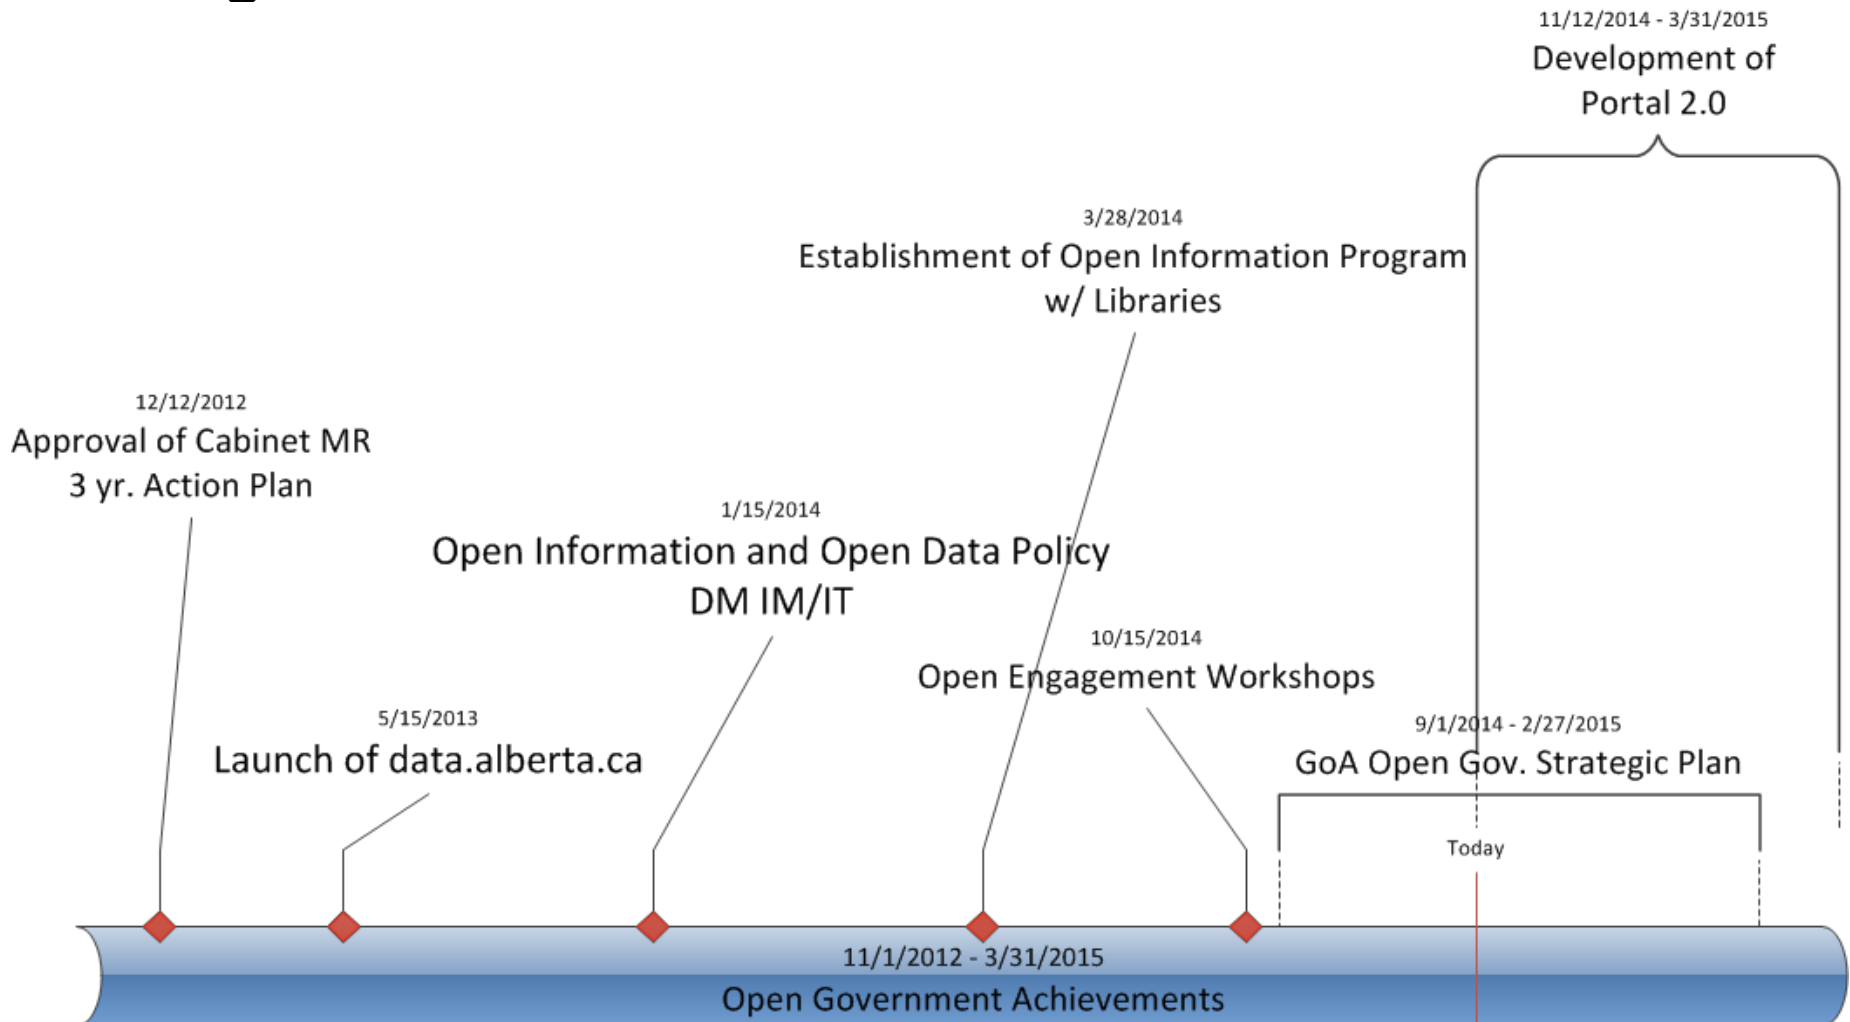 11/12/2014 - 3/31/2015
Development of
Portal 2.0
3/28/2014
Establishment of Open Information Program
w/ Libraries
12/12/2012
Approval of Cabinet MR
3 yr. Action Plan
1/15/2014
Open Information and Open Data Policy
DM IM/IT
10/15/2014
Open Engagement Workshops
5/15/2013
Launch of data.alberta.ca
9/1/2014 - 2/27/2015
GoA Open Gov. Strategic Plan
Today
11/1/2012 - 3/31/2015
Open Government Achievements